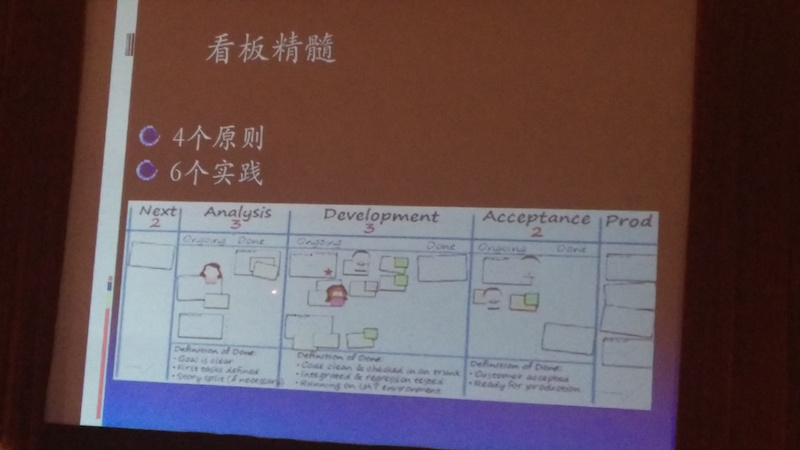 看板精髓
4个原则
6个实践
Next Analysis Development Acceptance Prod
2 3 3 2
Ongoing Done Ongoing Done Ongoing Done
Definition of Done:
• Goal is clear
• First tasks defined
• Story split (if necessary)
Definition of Done:
• Code clean & checked in on trunk
• Integrated & regression tested
• Running on UAT environment
Definition of Done:
• Customer accepted
• Ready for production